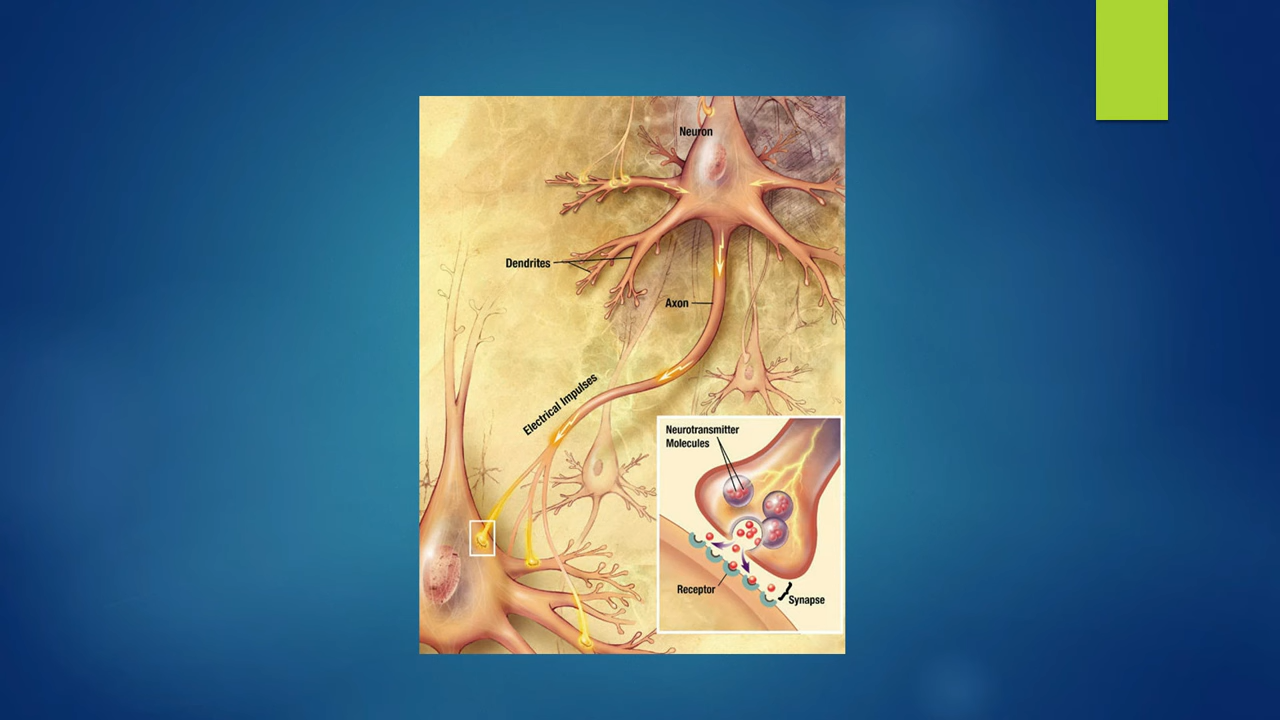 Neuron
Dendrites
Axon
Electrical Impulses
Neurotransmitter
Molecules
Receptor
Synapse